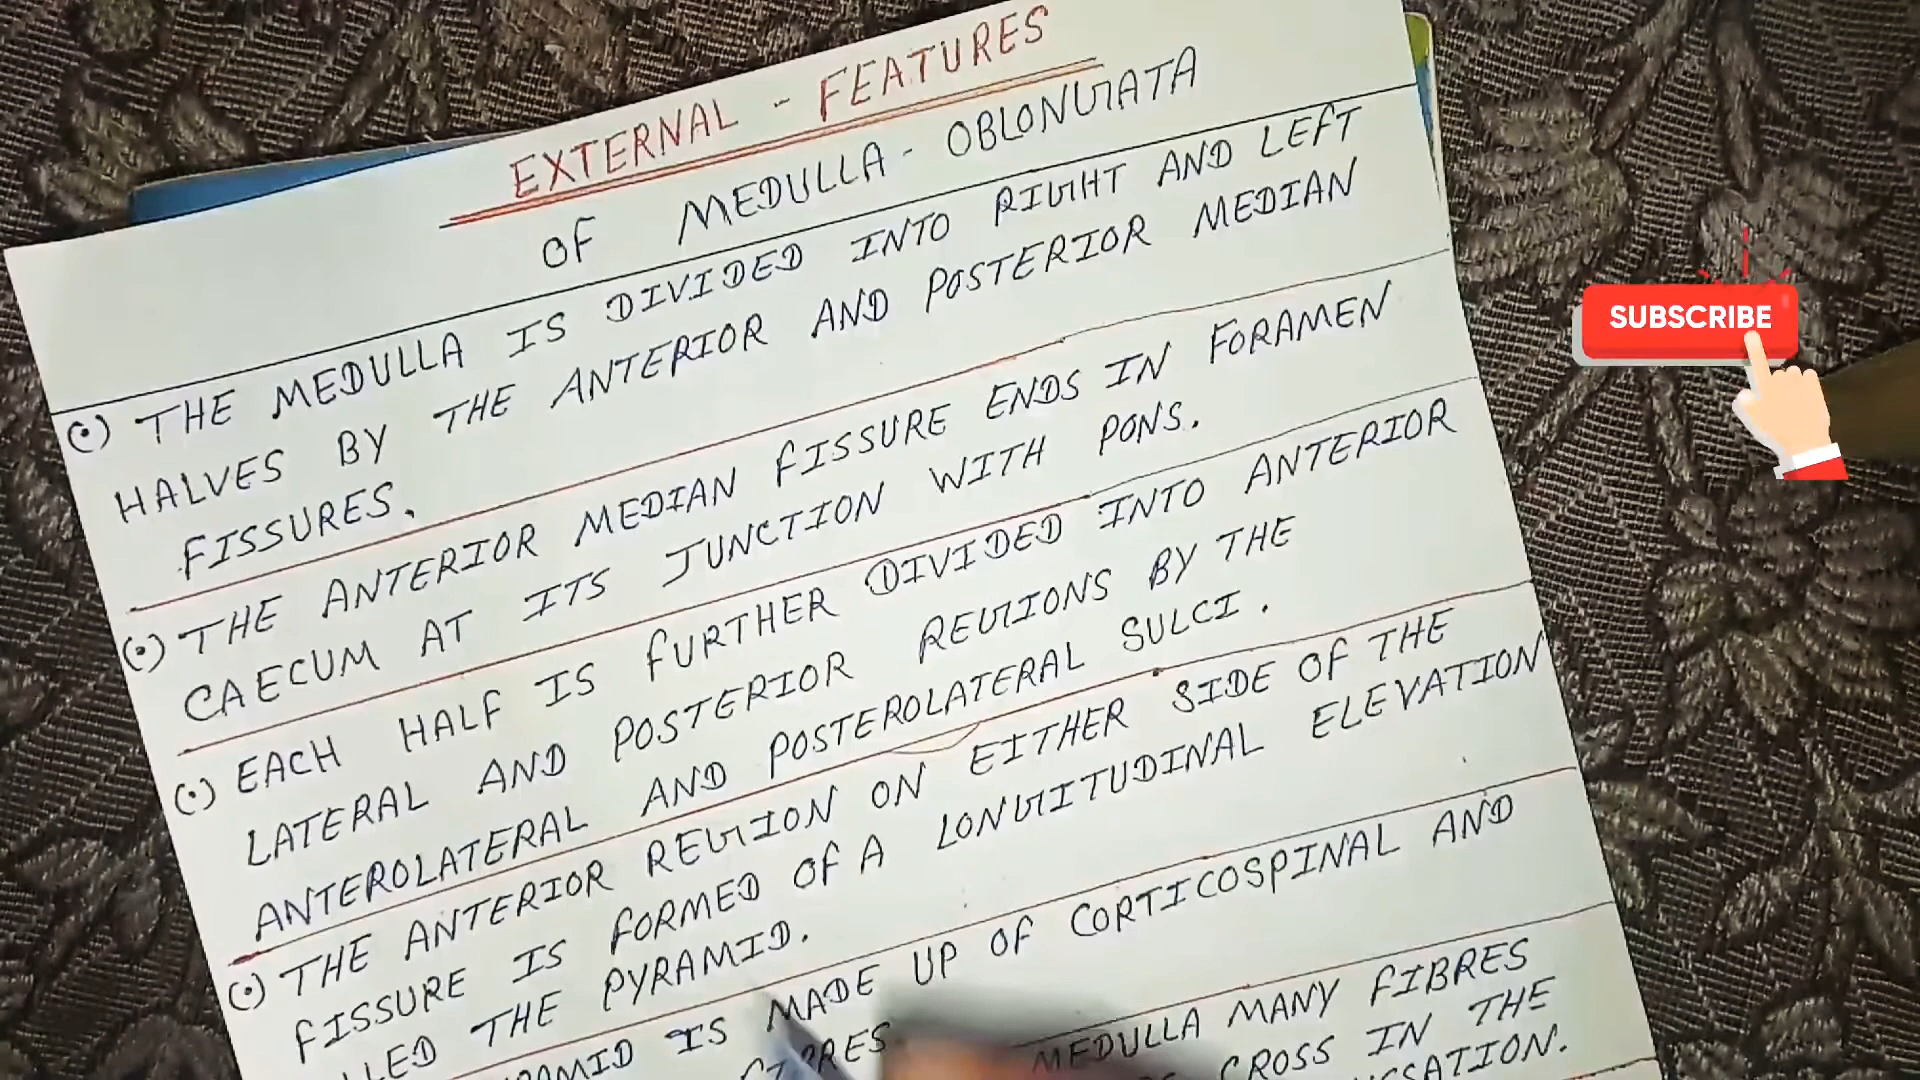 EXTERNAL - FEATURES
OF MEDULLA - OBLONGATA
(•) THE MEDULLA IS DIVIDED INTO RIGHT AND LEFT
HALVES BY THE ANTERIOR AND POSTERIOR MEDIAN
FISSURES.
(•) THE ANTERIOR MEDIAN FISSURE ENDS IN FORAMEN
CAECUM AT ITS JUNCTION WITH PONS.
(•) EACH HALF IS FURTHER DIVIDED INTO ANTERIOR
LATERAL AND POSTERIOR REGIONS BY THE
ANTEROLATERAL AND POSTEROLATERAL SULCI.
(•) THE ANTERIOR REGION ON EITHER SIDE OF THE
FISSURE IS FORMED OF A LONGITUDINAL ELEVATION
THE PYRAMID.
IS MADE UP OF CORTICOSPINAL AND
MEDULLA MANY FIBRES
CROSS IN THE
SUBSCRIBE